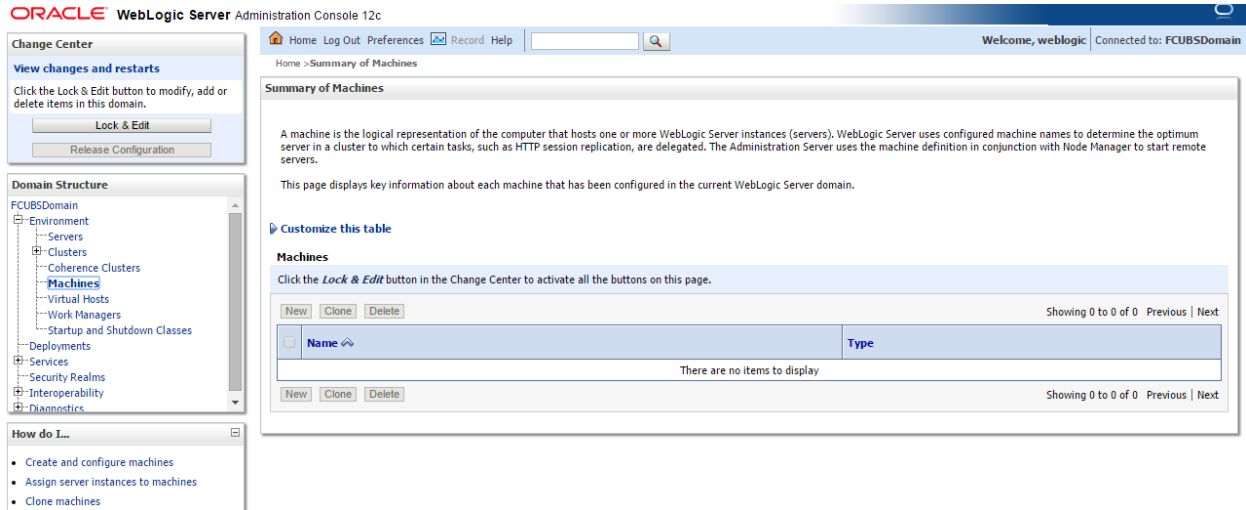 ORACLE WebLogic Server Administration Console 12c
Change Center
View changes and restarts
Click the Lock & Edit button to modify, add or
delete items in this domain.
Lock & Edit
Release Configuration
Domain Structure
FCUBSDomain
Environment
Servers
Clusters
Coherence Clusters
Machines
Virtual Hosts
Work Managers
Startup and Shutdown Classes
Deployments
Services
Security Realms
Interoperability
Diagnostics
How do I...
Create and configure machines
Assign server instances to machines
Clone machines
Home Log Out Preferences Record Help
Welcome, weblogic Connected to: FCUBSDomain
Home >Summary of Machines
Summary of Machines
A machine is the logical representation of the computer that hosts one or more WebLogic Server instances (servers). WebLogic Server uses configured machine names to determine the optimum
server in a cluster to which certain tasks, such as HTTP session replication, are delegated. The Administration Server uses the machine definition in conjunction with Node Manager to start remote
servers.
This page displays key information about each machine that has been configured in the current WebLogic Server domain.
Customize this table
Machines
Click the Lock & Edit button in the Change Center to activate all the buttons on this page.
New Clone Delete Showing 0 to 0 of 0 Previous | Next
Name Type
There are no items to display
New Clone Delete Showing 0 to 0 of 0 Previous | Next